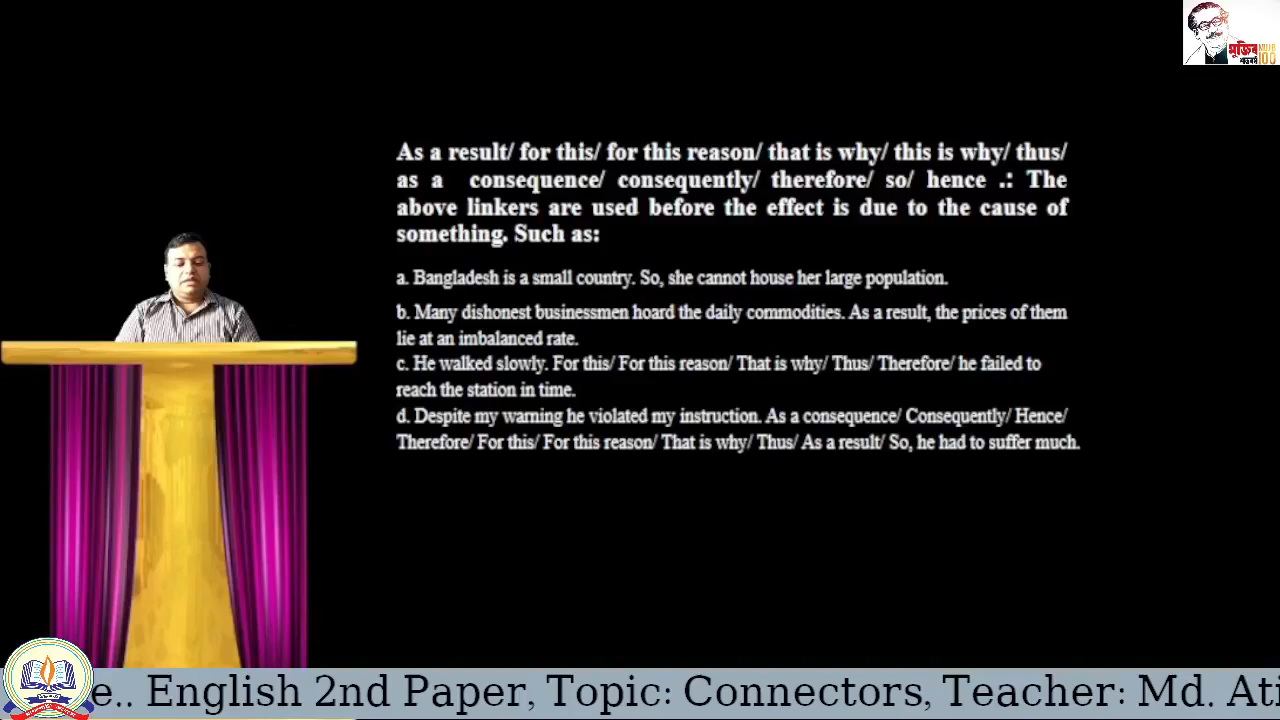 মুজিব MUJIB
শতবর্ষ 100
As a result/ for this/ for this reason/ that is why/ this is why/ thus/
as a consequence/ consequently/ therefore/ so/ hence .: The
above linkers are used before the effect is due to the cause of
something. Such as:
a. Bangladesh is a small country. So, she cannot house her large population.
b. Many dishonest businessmen hoard the daily commodities. As a result, the prices of them
lie at an imbalanced rate.
c. He walked slowly. For this/ For this reason/ That is why/ Thus/ Therefore/ he failed to
reach the station in time.
d. Despite my warning he violated my instruction. As a consequence/ Consequently/ Hence/
Therefore/ For this/ For this reason/ That is why/ Thus/ As a result/ So, he had to suffer much.
e.. English 2nd Paper, Topic: Connectors, Teacher: Md. Ati